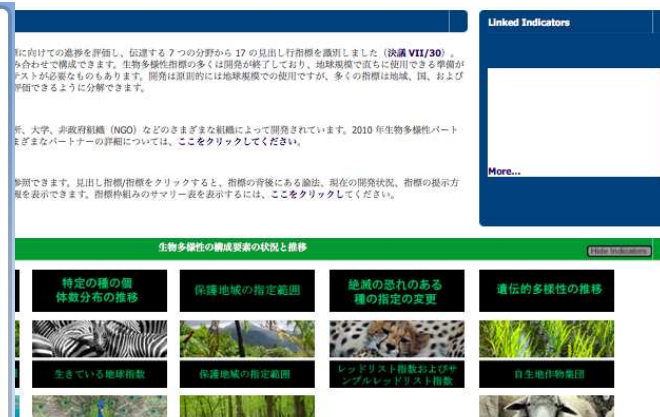 Linked Indicators
に向けての進捗を評価し、伝達する 7 つの分野から 17 の見出し行指標を識別しました（決議 VII/30）。
み合わせで構成できます。生物多様性指標の多くは開発が終了しており、地球規模で直ちに使用できる準備が
テストが必要なものもあります。開発は原則的には地球規模での使用ですが、多くの指標は地域、国、および
評価できるように分解できます。
所、大学、非政府組織（NGO）などのさまざまな組織によって開発されています。2010 年生物多様性パート
まざまなパートナーの詳細については、ここをクリックしてください。
More...
参照できます。見出し指標/指標をクリックすると、指標の背後にある論法、現在の開発状況、指標の提示方
報を表示できます。指標枠組みのサマリー表を表示するには、ここをクリックしてください。
生物多様性の構成要素の状況と推移
Hide Indicators
特定の種の個
体数分布の推移
保護地域の指定範囲
絶滅の恐れのある
種の指定の変更
遺伝的多様性の推移
生きている地球指数
保護地域の指定範囲
レッドリスト指数およびサ
ンプルレッドリスト指数
自生地作物集団